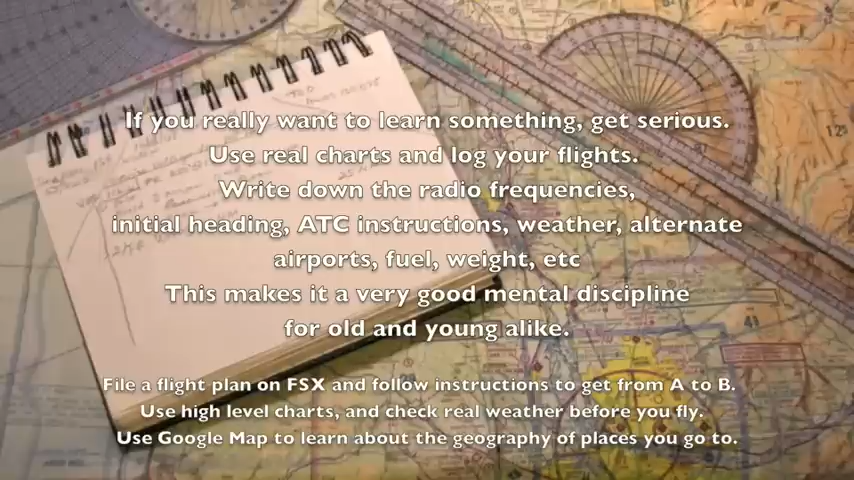 If you really want to learn something, get serious.
Use real charts and log your flights.
Write down the radio frequencies,
initial heading, ATC instructions, weather, alternate
airports, fuel, weight, etc
This makes it a very good mental discipline
for old and young alike.
File a flight plan on FSX and follow instructions to get from A to B.
Use high level charts, and check real weather before you fly.
Use Google Map to learn about the geography of places you go to.